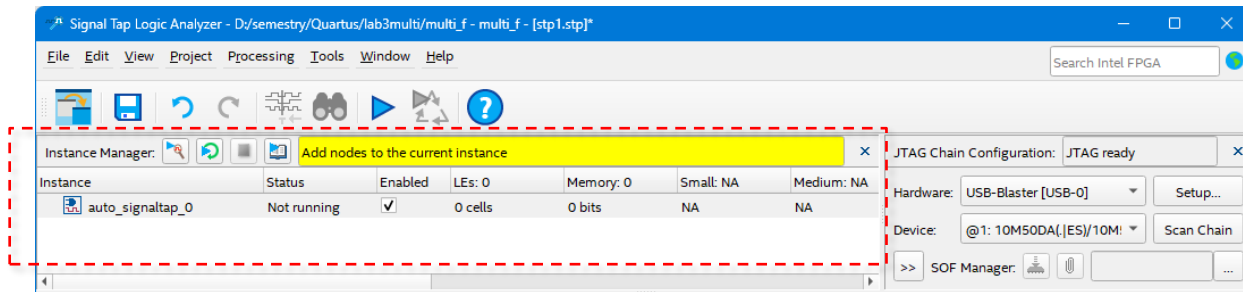 Signal Tap Logic Analyzer - D:/semestry/Quartus/lab3multi/multi_f - multi_f - [stp1.stp]*
File Edit View Project Processing Tools Window Help
Search Intel FPGA
Instance Manager: Add nodes to the current instance x
Instance Status Enabled LEs: 0 Memory: 0 Small: NA Medium: NA
auto_signaltap_0 Not running 0 cells 0 bits NA NA
JTAG Chain Configuration: JTAG ready x
Hardware: USB-Blaster [USB-0] Setup...
Device: @1: 10M50DA(.|ES)/10M! Scan Chain
>> SOF Manager: ...